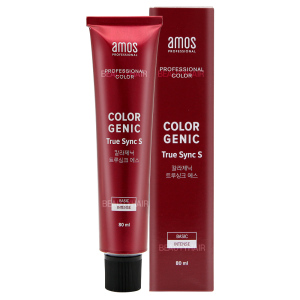 amos
PROFESSIONAL
PROFESSIONAL
COLOR
COLOR
GENIC
True Sync S
컬러제닉
트루싱크 에스
BASIC
INTENSE
80 ml
amos
PROFESSIONAL
PROFESSIONAL
COLOR
COLOR
GENIC
True Sync S
컬러제닉
트루싱크 에스
BASIC
INTENSE
80 ml